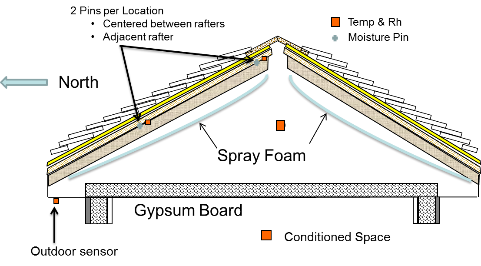 2 Pins per Location
• Centered between rafters
• Adjacent rafter
Temp & Rh
Moisture Pin
North
Spray Foam
Gypsum Board
Conditioned Space
Outdoor sensor